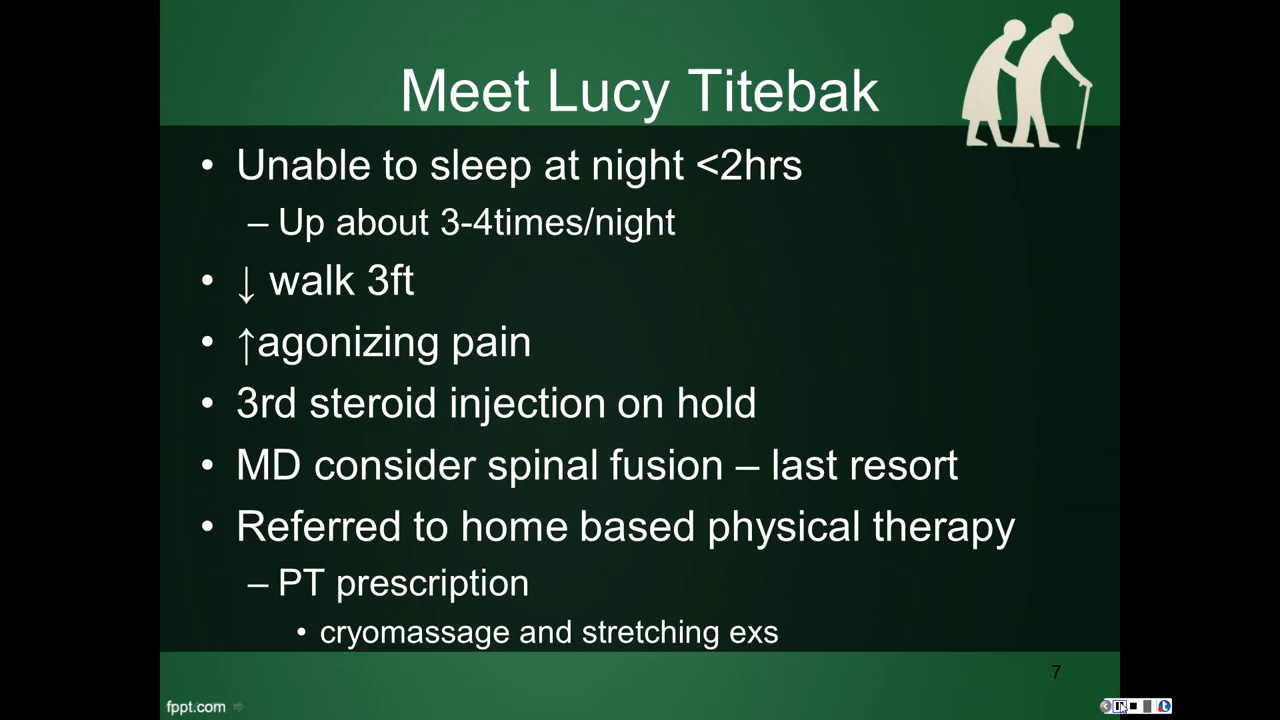 Meet Lucy Titebak
• Unable to sleep at night <2hrs
– Up about 3-4times/night
• ↓ walk 3ft
• ↑agonizing pain
• 3rd steroid injection on hold
• MD consider spinal fusion – last resort
• Referred to home based physical therapy
– PT prescription
• cryomassage and stretching exs
7
fppt.com